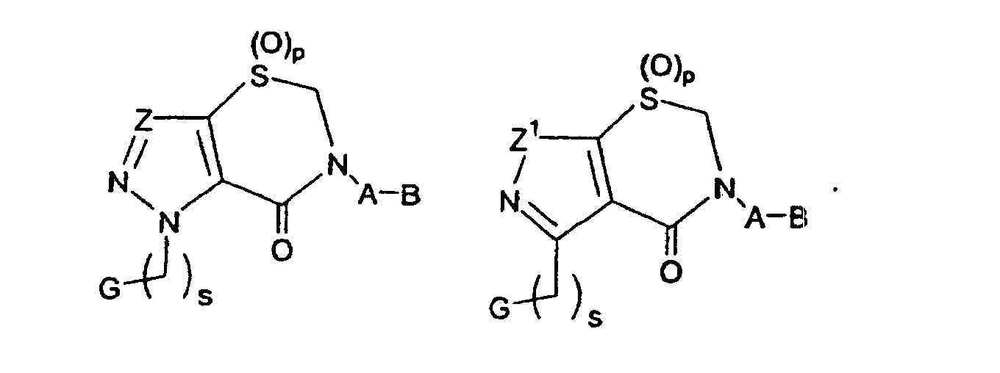 (O)p (O)p
S S
Z Z¹
N N N N
A–B A–B
N
O O
G ( )s G ( )s